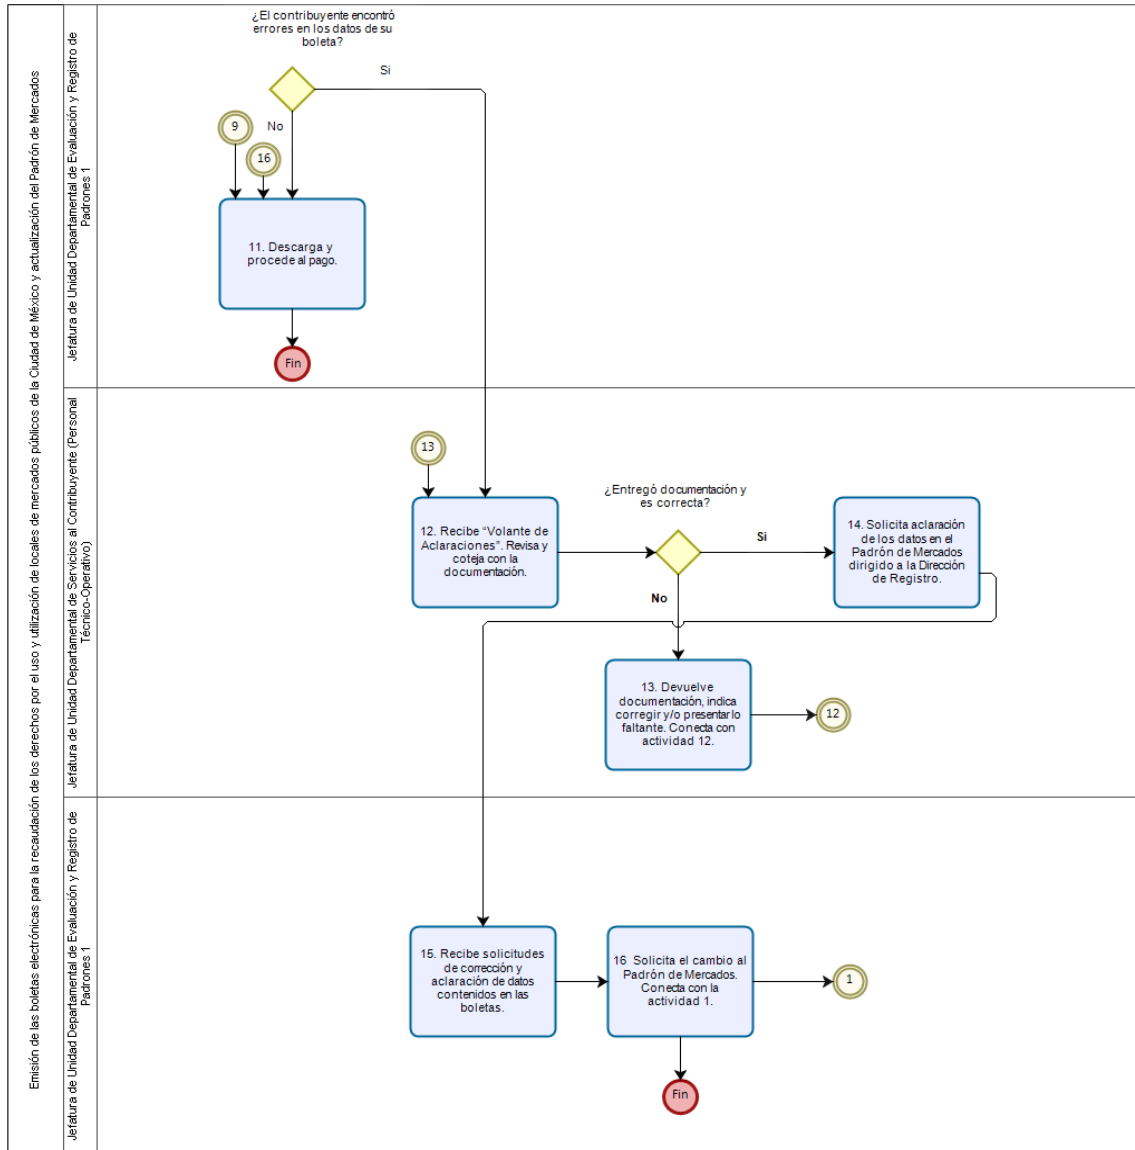 Emisión de las boletas electrónicas para la recaudación de los derechos por el uso y utilización de locales de mercados públicos de la Ciudad de México y actualización del Padrón de Mercados
Jefatura de Unidad Departamental de Evaluación y Registro de
Padrones 1
¿El contribuyente encontró
errores en los datos de su
boleta?
Si
No
9
16
11. Descarga y
procede al pago.
Fin
Jefatura de Unidad Departamental de Servicios al Contribuyente (Personal
Técnico-Operativo)
13
12. Recibe “Volante de
Aclaraciones”. Revisa y
coteja con la
documentación.
¿Entregó documentación y
es correcta?
Si
No
14. Solicita aclaración
de los datos en el
Padrón de Mercados
dirigido a la Dirección
de Registro.
13. Devuelve
documentación, indica
corregir y/o presentar lo
faltante. Conecta con
actividad 12.
12
Jefatura de Unidad Departamental de Evaluación y Registro de
Padrones 1
15. Recibe solicitudes
de corrección y
aclaración de datos
contenidos en las
boletas.
16 Solicita el cambio al
Padrón de Mercados.
Conecta con la
actividad 1.
1
Fin